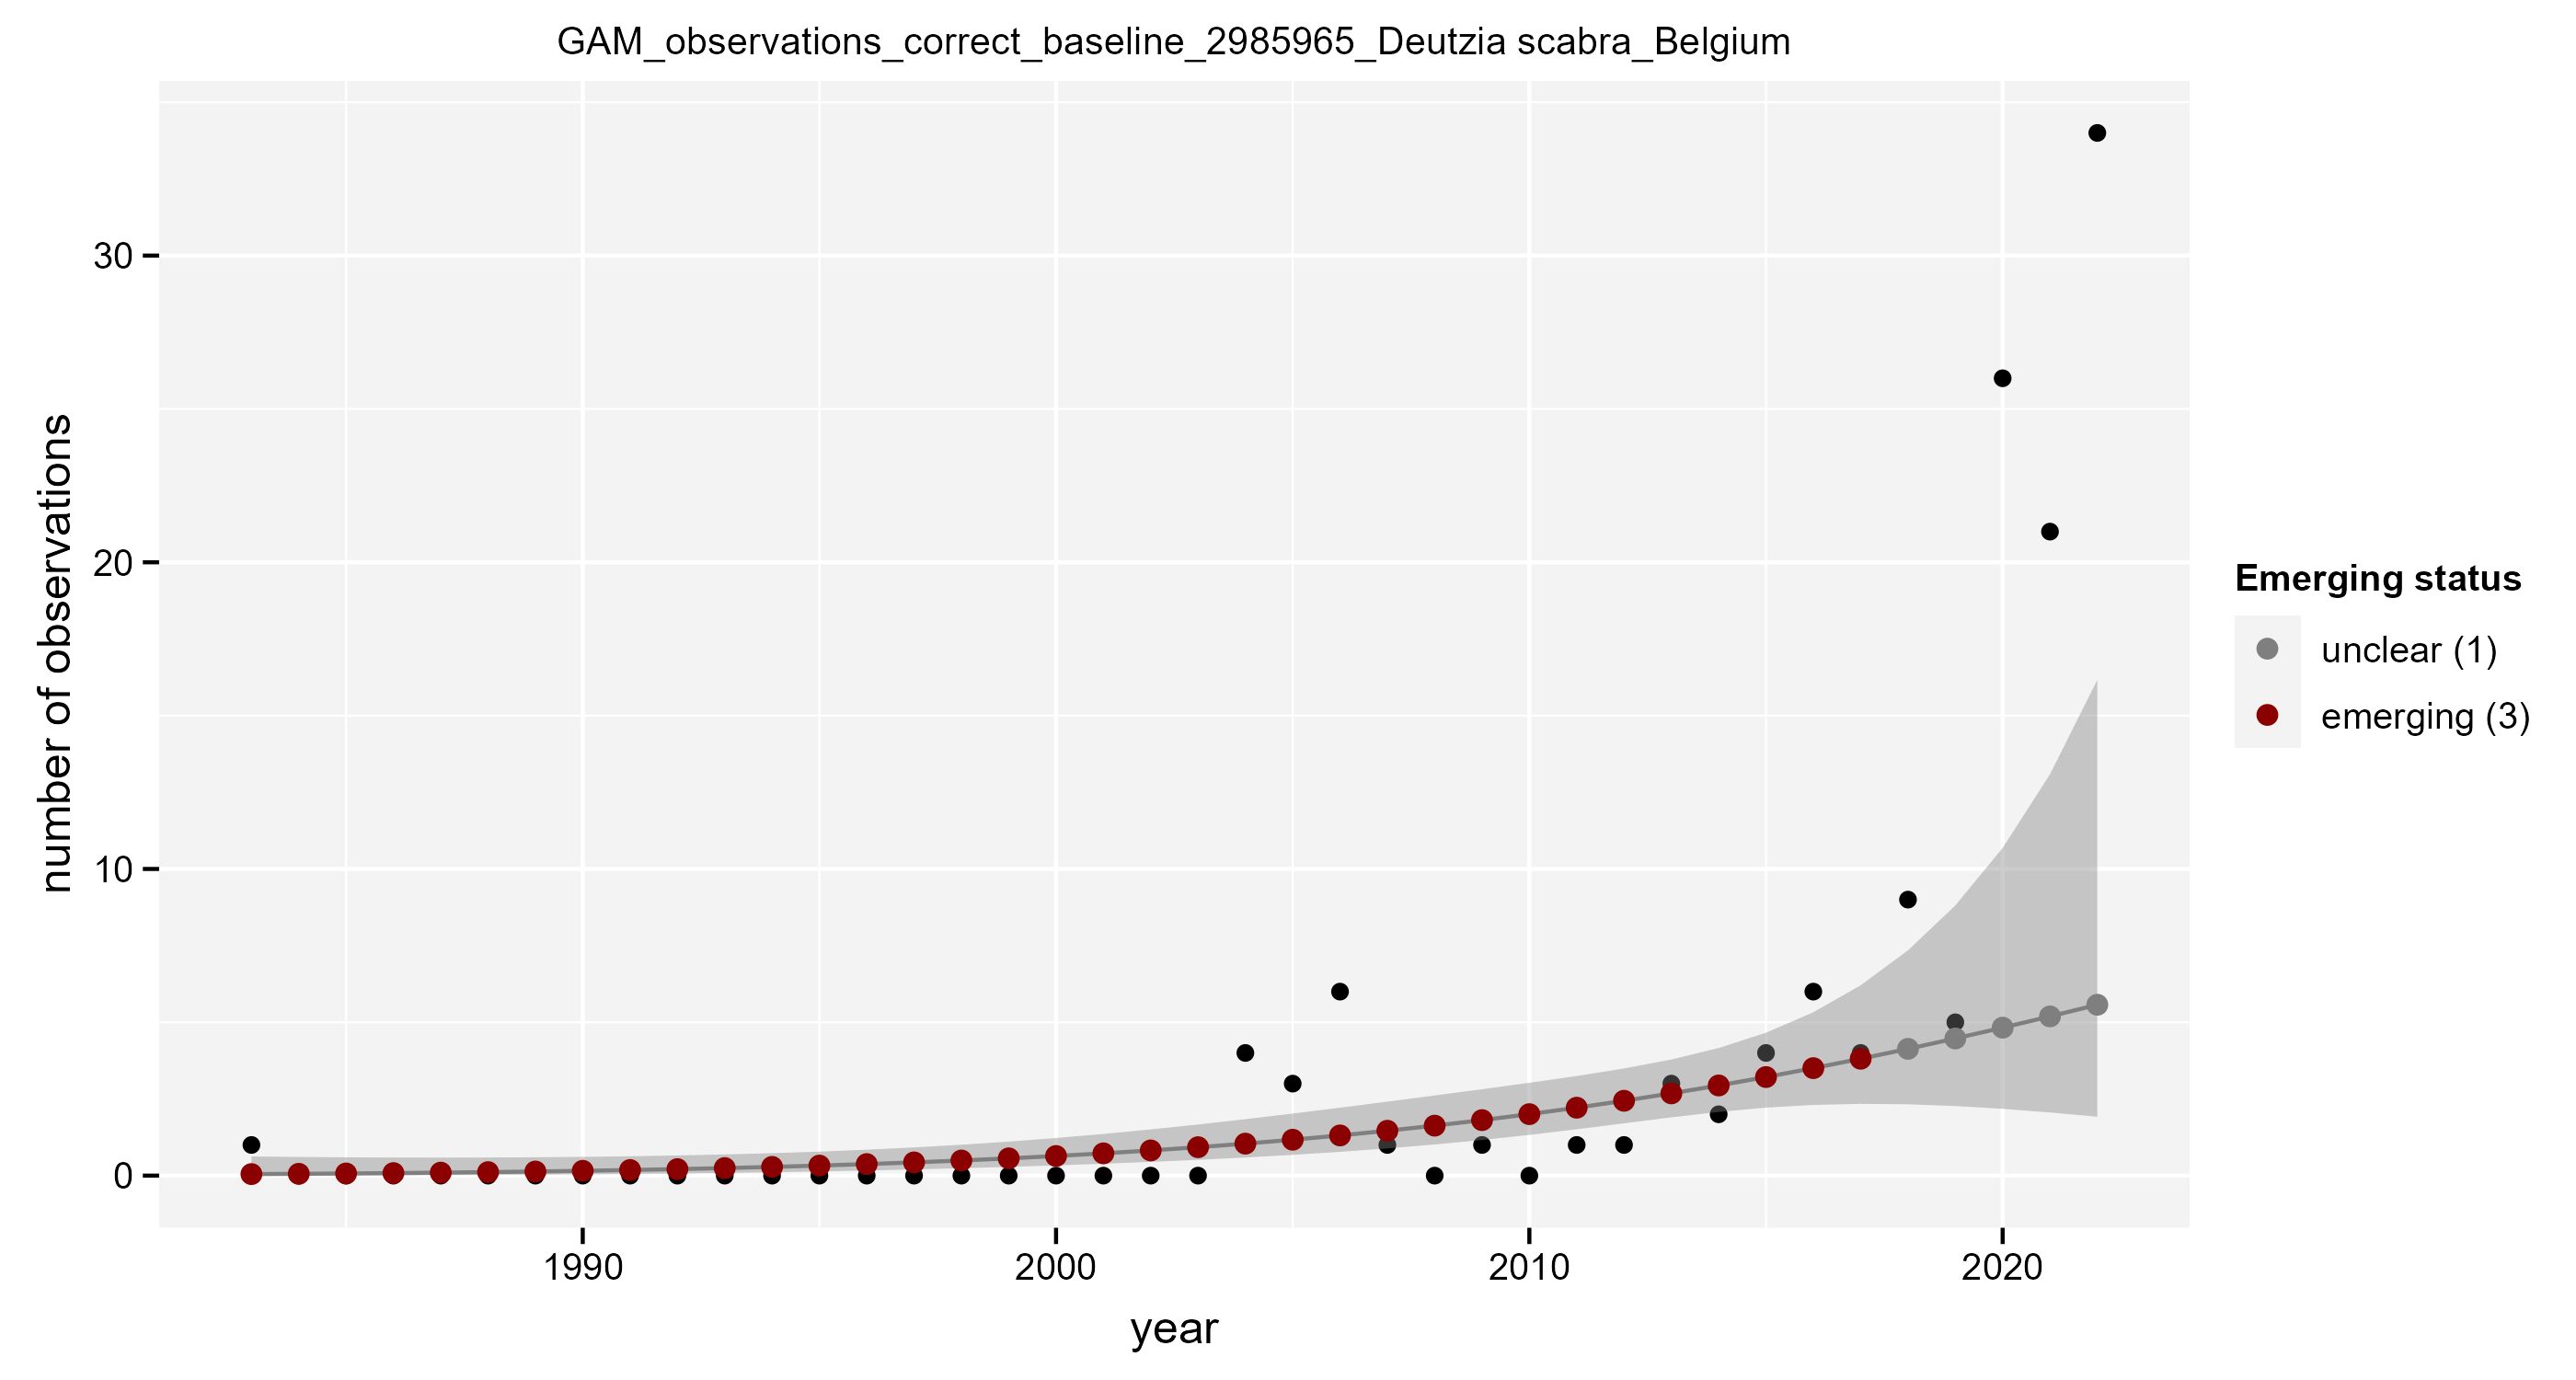 GAM_observations_correct_baseline_2985965_Deutzia scabra_Belgium
number of observations
30
20
10
0
1990
2000
2010
2020
year
Emerging status
unclear (1)
emerging (3)